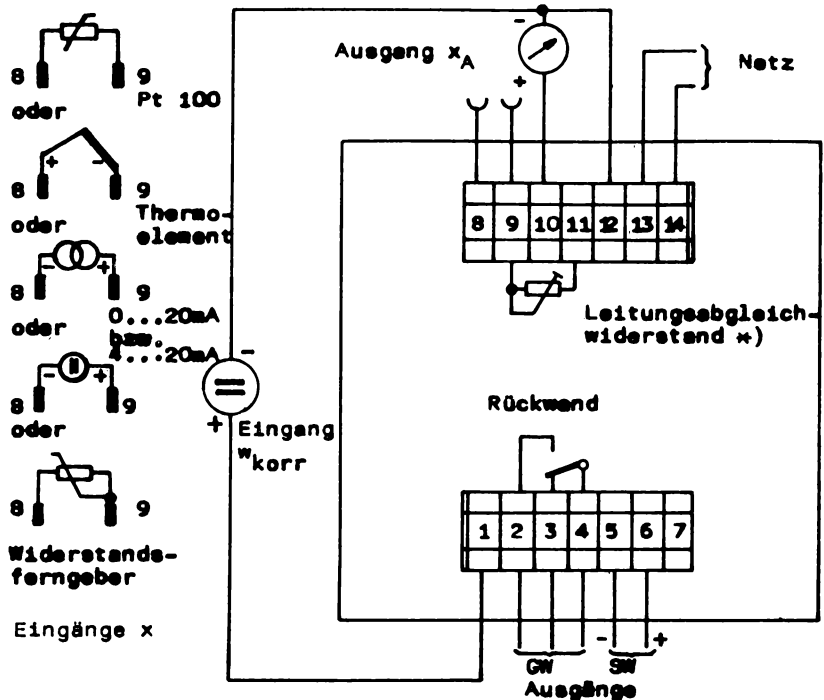 8 9
Pt 100
oder
+ -
8 9
Thermo-
element
oder
- +
8 9
0...20mA
bzw.
4...20mA
oder
- +
8 9
oder
8 9
Widerstands-
ferngeber
Eingänge x
Ausgang xA
-
+
Netz
8 9 10 11 12 13 14
Leitungsabgleich-
widerstand *)
-
+
Eingang
wkorr
Rückwand
1 2 3 4 5 6 7
- +
GW SW
Ausgänge